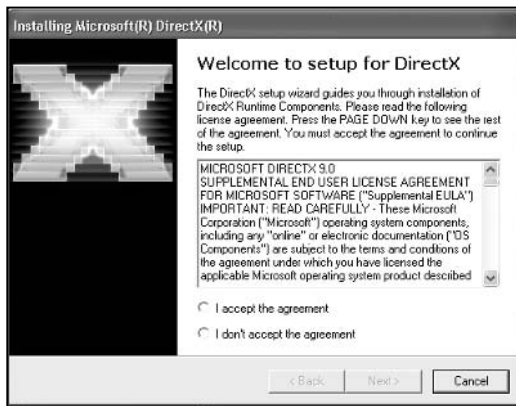 Installing Microsoft(R) DirectX(R)
Welcome to setup for DirectX
The DirectX setup wizard guides you through installation of
DirectX Runtime Components. Please read the following
license agreement. Press the PAGE DOWN key to see the rest
of the agreement. You must accept the agreement to continue
the setup.
MICROSOFT DIRECTX 9.0
SUPPLEMENTAL END USER LICENSE AGREEMENT
FOR MICROSOFT SOFTWARE ("Supplemental EULA")
IMPORTANT: READ CAREFULLY - These Microsoft
Corporation ("Microsoft") operating system components,
including any "online" or electronic documentation ("OS
Components") are subject to the terms and conditions of
the agreement under which you have licensed the
applicable Microsoft operating system product described
I accept the agreement
I don't accept the agreement
< Back
Next >
Cancel